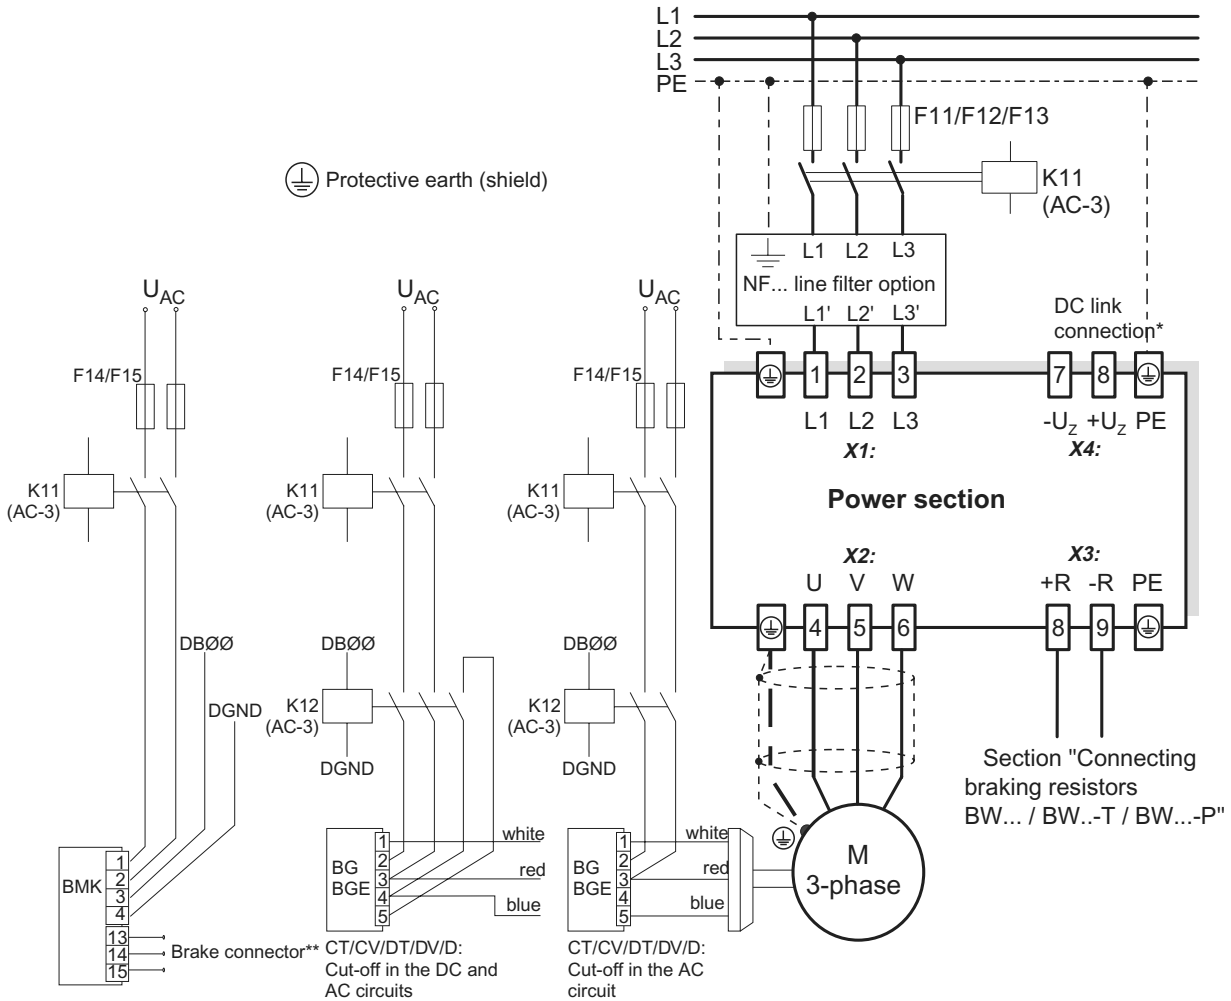 L1
L2
L3
PE
F11/F12/F13
K11
(AC-3)
Protective earth (shield)
L1 L2 L3
NF... line filter option
L1' L2' L3'
DC link
connection*
1 2 3 7 8
L1 L2 L3 -UZ +UZ PE
X1: X4:
Power section
X2: X3:
U V W +R -R PE
4 5 6 8 9
Section "Connecting
braking resistors
BW... / BW..-T / BW...-P"
M
3-phase
UAC
F14/F15
K11
(AC-3)
DBØØ
DGND
BMK
1
2
3
4
13
14
15
Brake connector**
UAC
F14/F15
K11
(AC-3)
DBØØ
K12
(AC-3)
DGND
BG
BGE
1
2
3
4
5
white
red
blue
CT/CV/DT/DV/D:
Cut-off in the DC and
AC circuits
UAC
F14/F15
K11
(AC-3)
DBØØ
K12
(AC-3)
DGND
BG
BGE
1
2
3
4
5
white
red
blue
CT/CV/DT/DV/D:
Cut-off in the AC
circuit